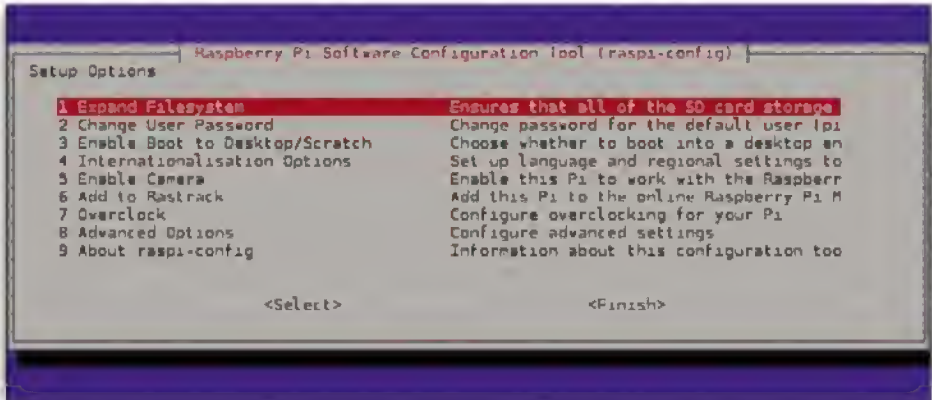 Raspberry Pi Software Configuration Tool (raspi-config)
Setup Options
1 Expand Filesystem Ensures that all of the SD card storage
2 Change User Password Change password for the default user (pi
3 Enable Boot to Desktop/Scratch Choose whether to boot into a desktop en
4 Internationalisation Options Set up language and regional settings to
5 Enable Camera Enable this Pi to work with the Raspberr
6 Add to Rastrack Add this Pi to the online Raspberry Pi M
7 Overclock Configure overclocking for your Pi
8 Advanced Options Configure advanced settings
9 About raspi-config Information about this configuration too
<Select> <Finish>